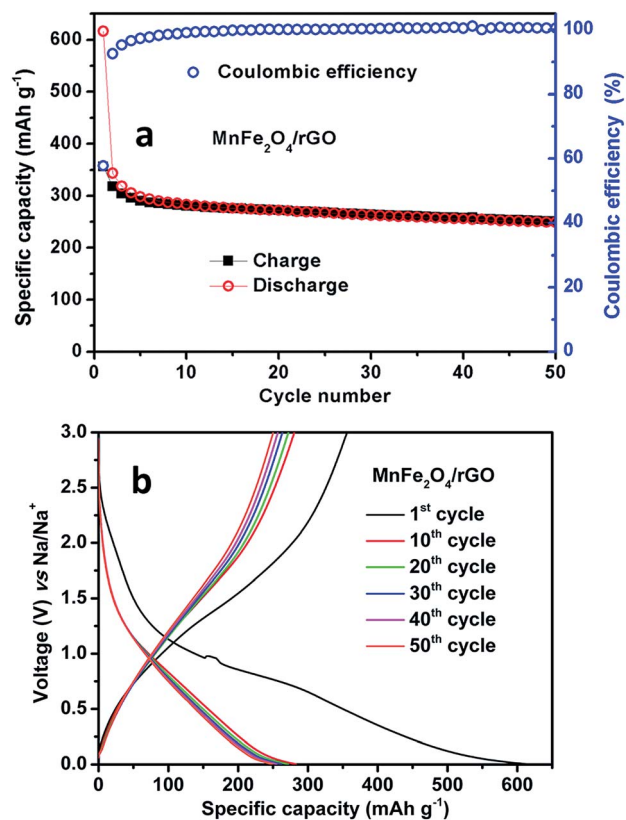 a
MnFe₂O₄/rGO
Coulombic efficiency
Charge
Discharge
Specific capacity (mAh g⁻¹)
600
500
400
300
200
100
0
Coulombic efficiency (%)
100
80
60
40
20
0
0 10 20 30 40 50
Cycle number
b
MnFe₂O₄/rGO
1ˢᵗ cycle
10ᵗʰ cycle
20ᵗʰ cycle
30ᵗʰ cycle
40ᵗʰ cycle
50ᵗʰ cycle
Voltage (V) vs Na/Na⁺
3.0
2.5
2.0
1.5
1.0
0.5
0.0
0 100 200 300 400 500 600
Specific capacity (mAh g⁻¹)